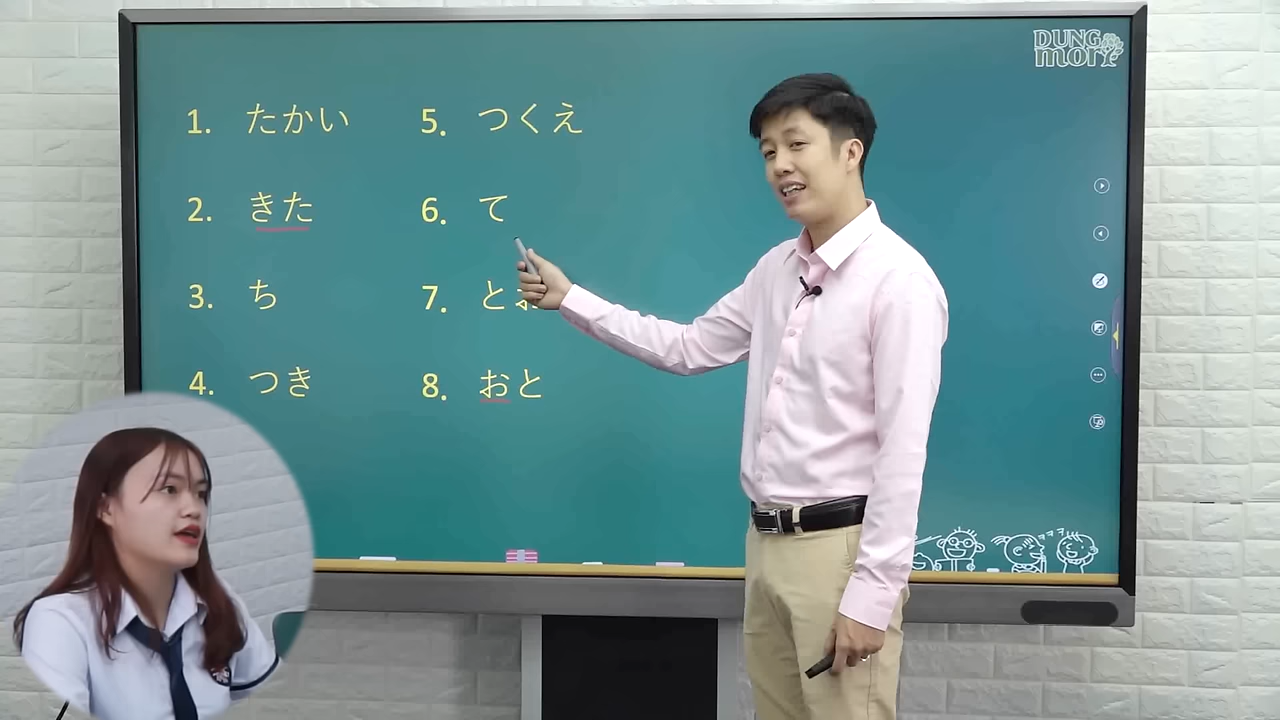 DUNG
mori
1. たかい
5. つくえ
2. きた
6. て
3. ち
7. と
4. つき
8. おと